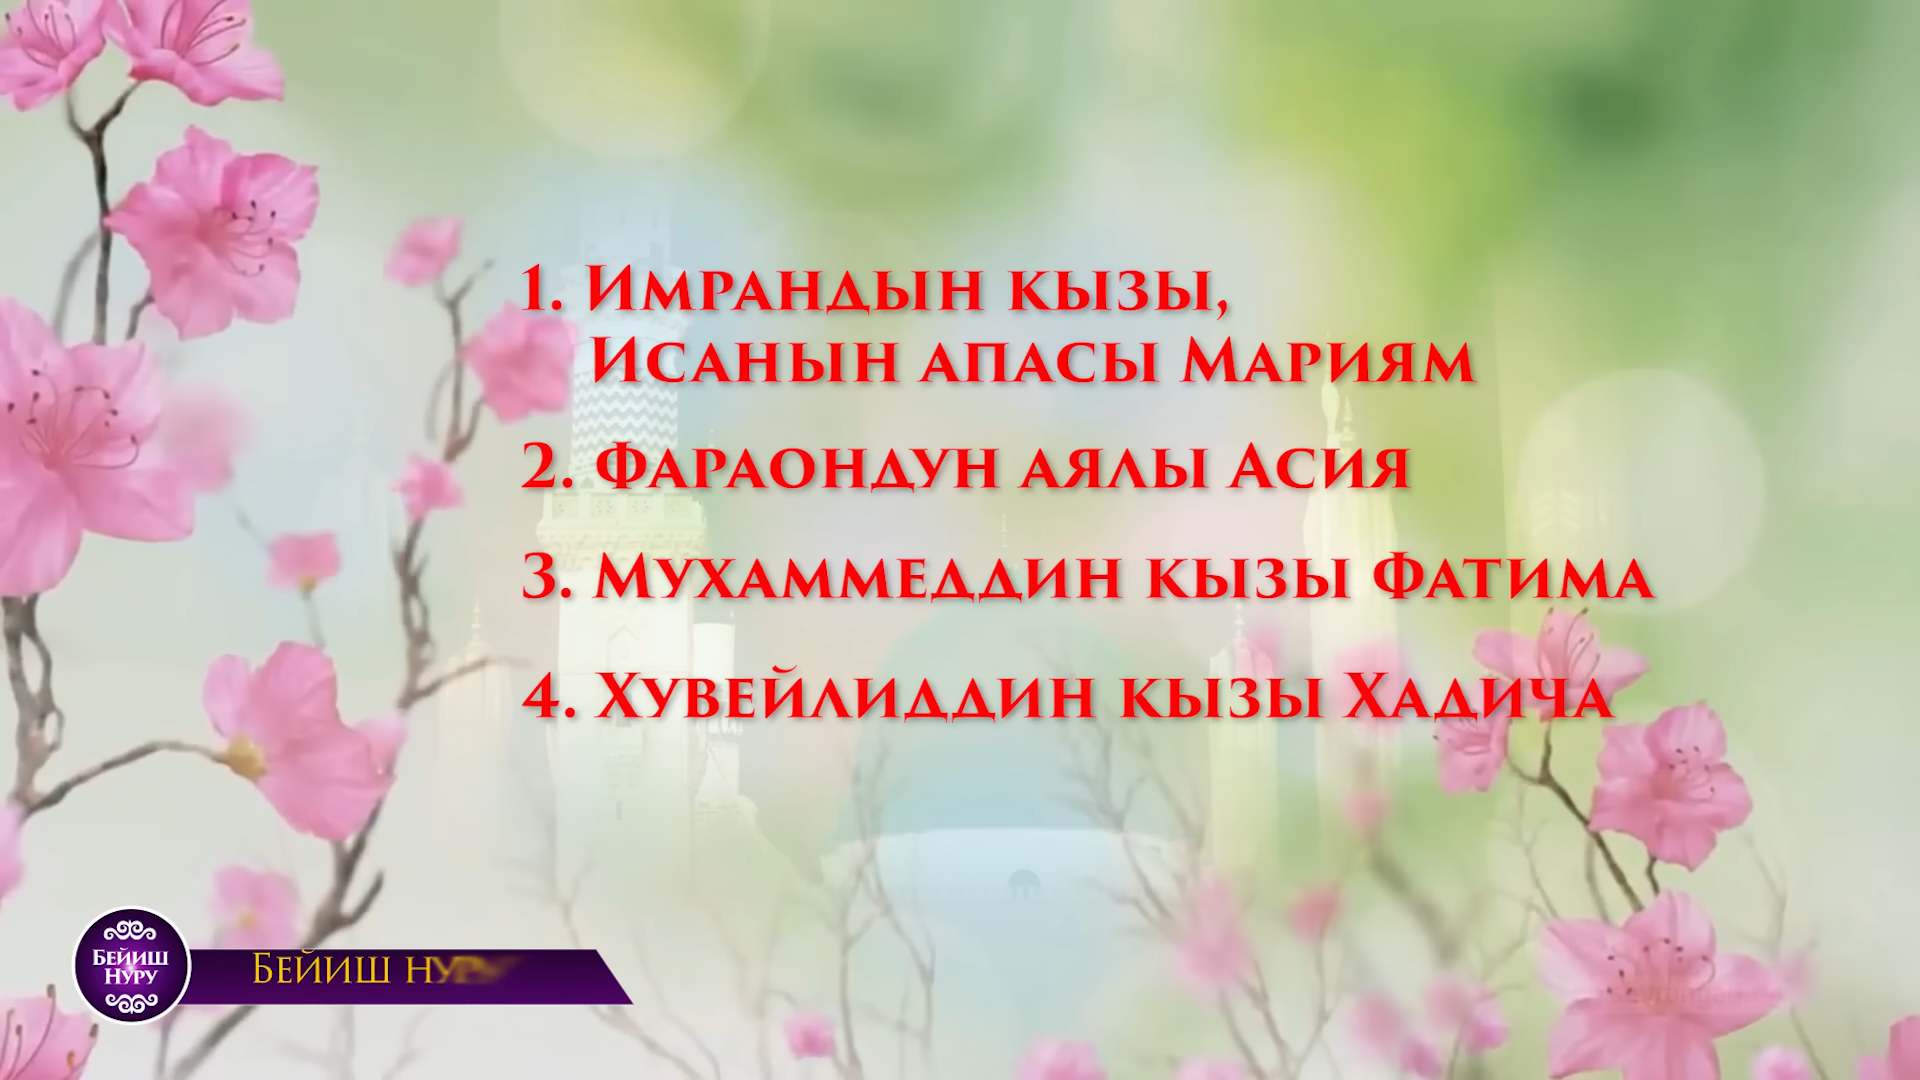 1. Имрандын кызы,
Исанын апасы Мариям
2. Фараондун аялы Асия
3. Мухаммеддин кызы Фатима
4. Хувейлиддин кызы Хадича
Бейиш
нуру
Бейиш нуру